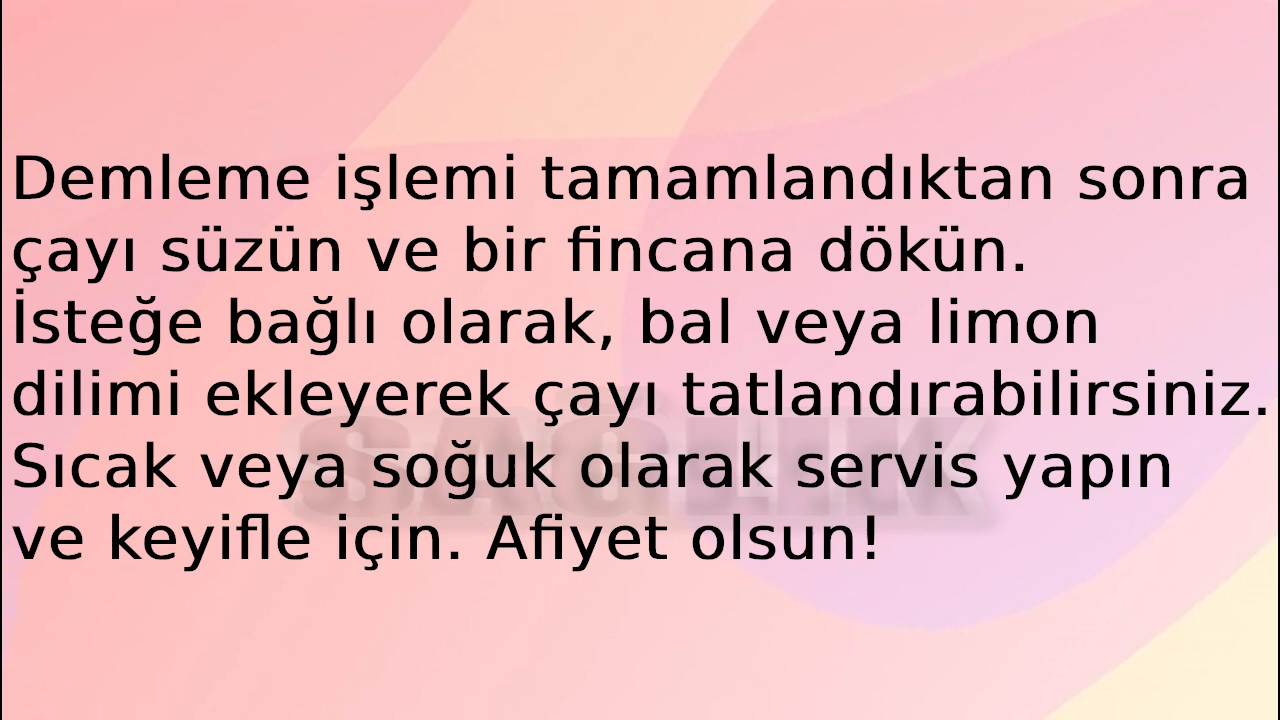 Demleme işlemi tamamlandıktan sonra
çayı süzün ve bir fincana dökün.
İsteğe bağlı olarak, bal veya limon
dilimi ekleyerek çayı tatlandırabilirsiniz.
Sıcak veya soğuk olarak servis yapın
ve keyifle için. Afiyet olsun!
SAĞLIK